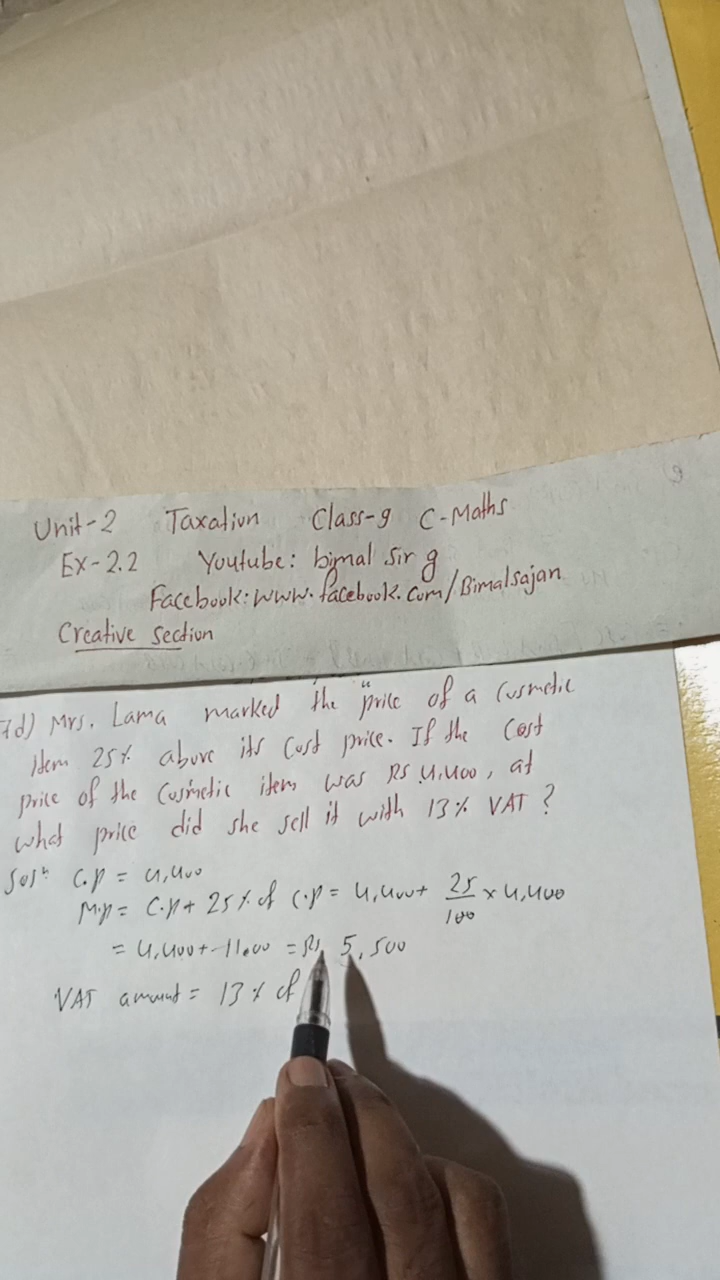 Unit-2 Taxation Class-9 C-Maths
Ex-2.2 Youtube: bimal sir g
Facebook: www.facebook.com/Bimalsajan
Creative section
7d) Mrs. Lama marked the price of a Cosmetic
item 25% above its Cost price. If the Cost
price of the Cosmetic item was RS 4,400, at
what price did she sell it with 13% VAT ?
Solⁿ C.P = 4,400
M.P = C.P + 25% of C.P = 4,400 + 25/100 × 4,400
= 4,400 + 11.00 = Rs. 5,500
VAT amount = 13% of